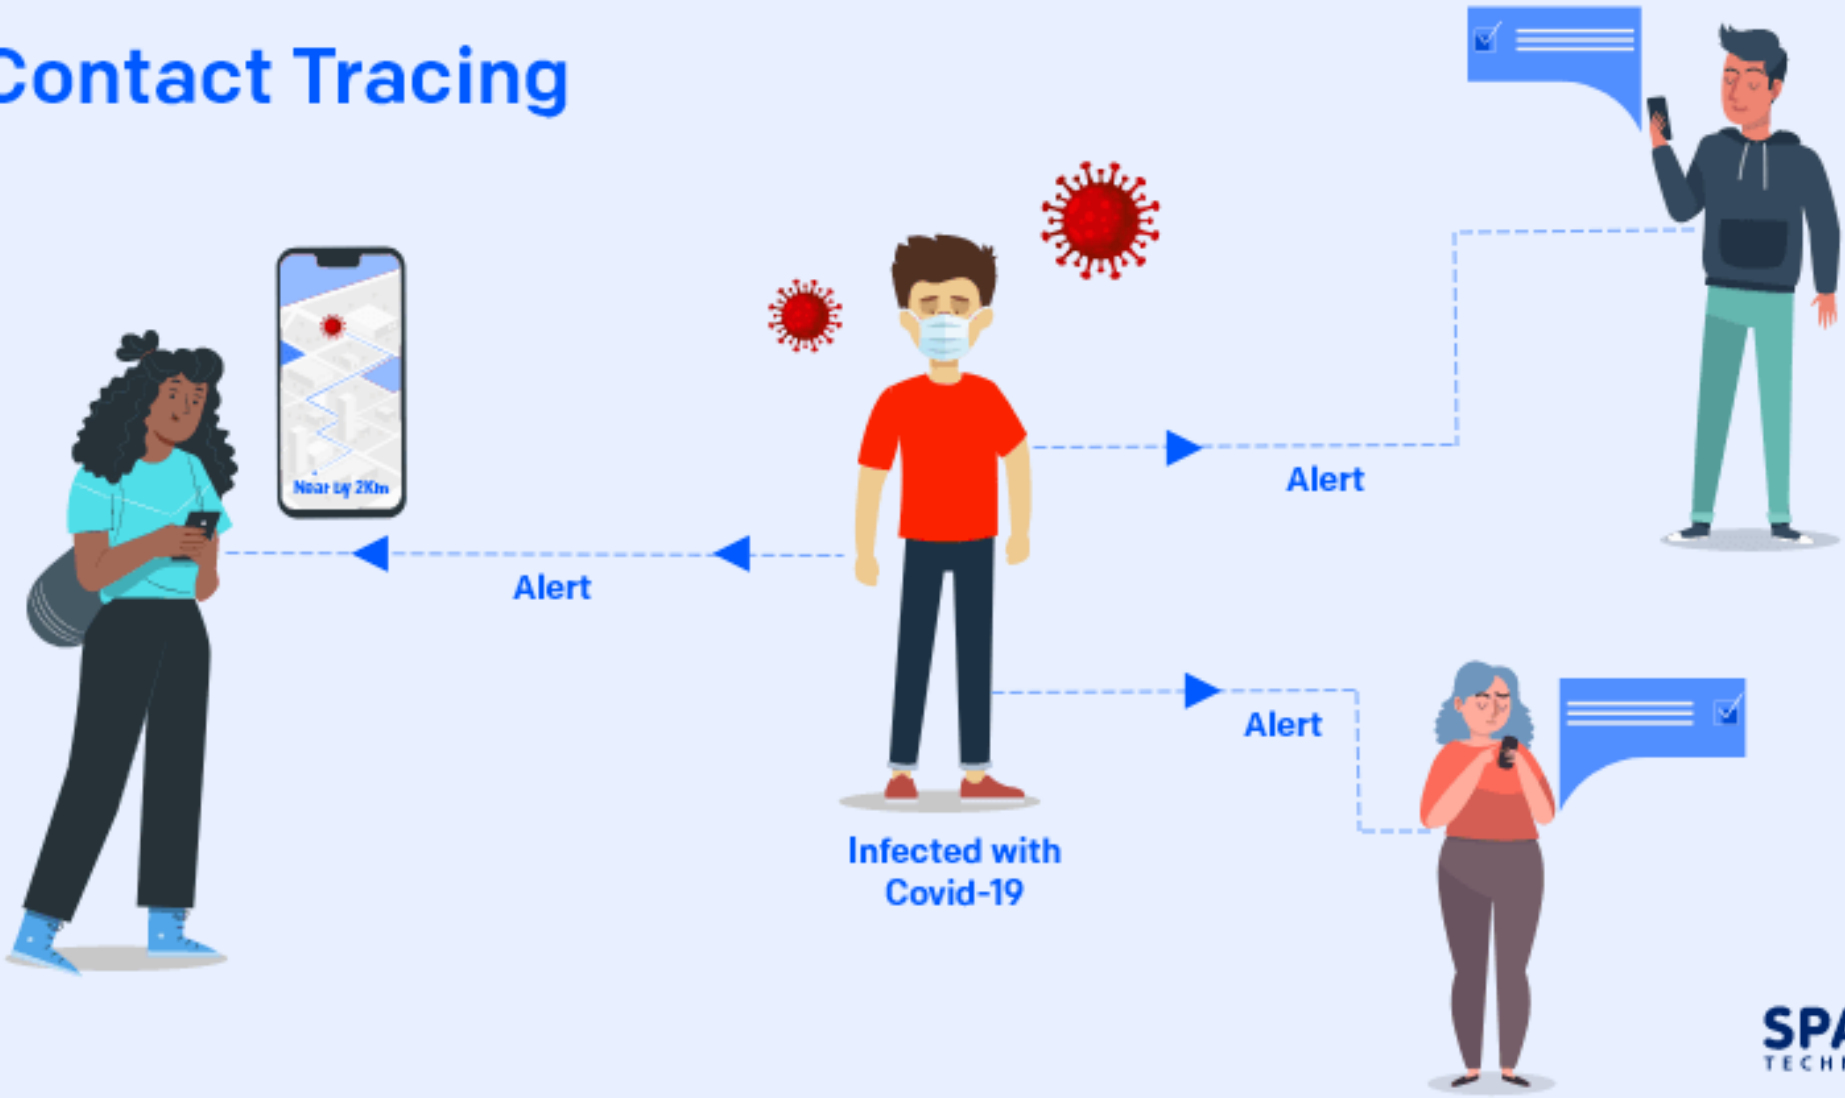 Contact Tracing
Near by 2Km
Alert
Alert
Alert
Infected with
Covid-19
SPA
TECH